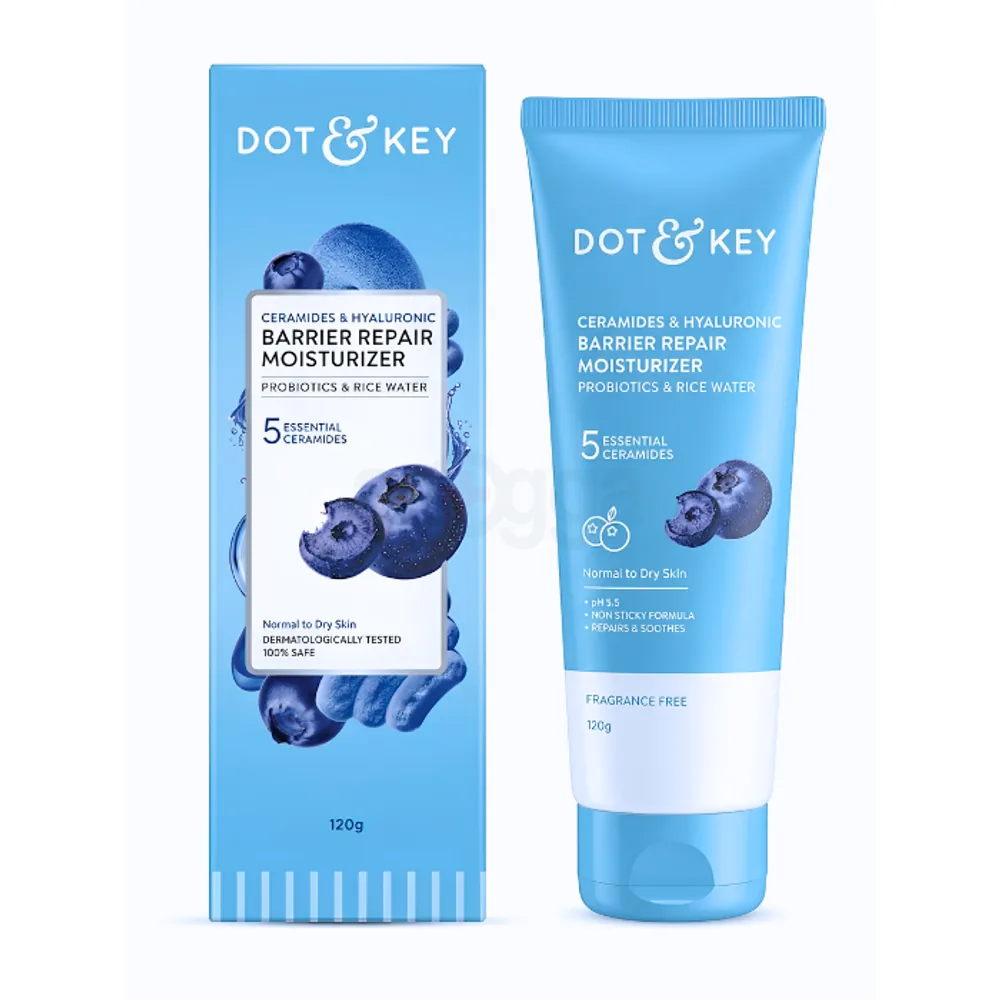 DOT & KEY
CERAMIDES & HYALURONIC
BARRIER REPAIR
MOISTURIZER
PROBIOTICS & RICE WATER
5 ESSENTIAL
CERAMIDES
Normal to Dry Skin
DERMATOLOGICALLY TESTED
100% SAFE
120g
DOT & KEY
CERAMIDES & HYALURONIC
BARRIER REPAIR
MOISTURIZER
PROBIOTICS & RICE WATER
5 ESSENTIAL
CERAMIDES
Normal to Dry Skin
• pH 5.5
• NON STICKY FORMULA
• REPAIRS & SOOTHES
FRAGRANCE FREE
120g